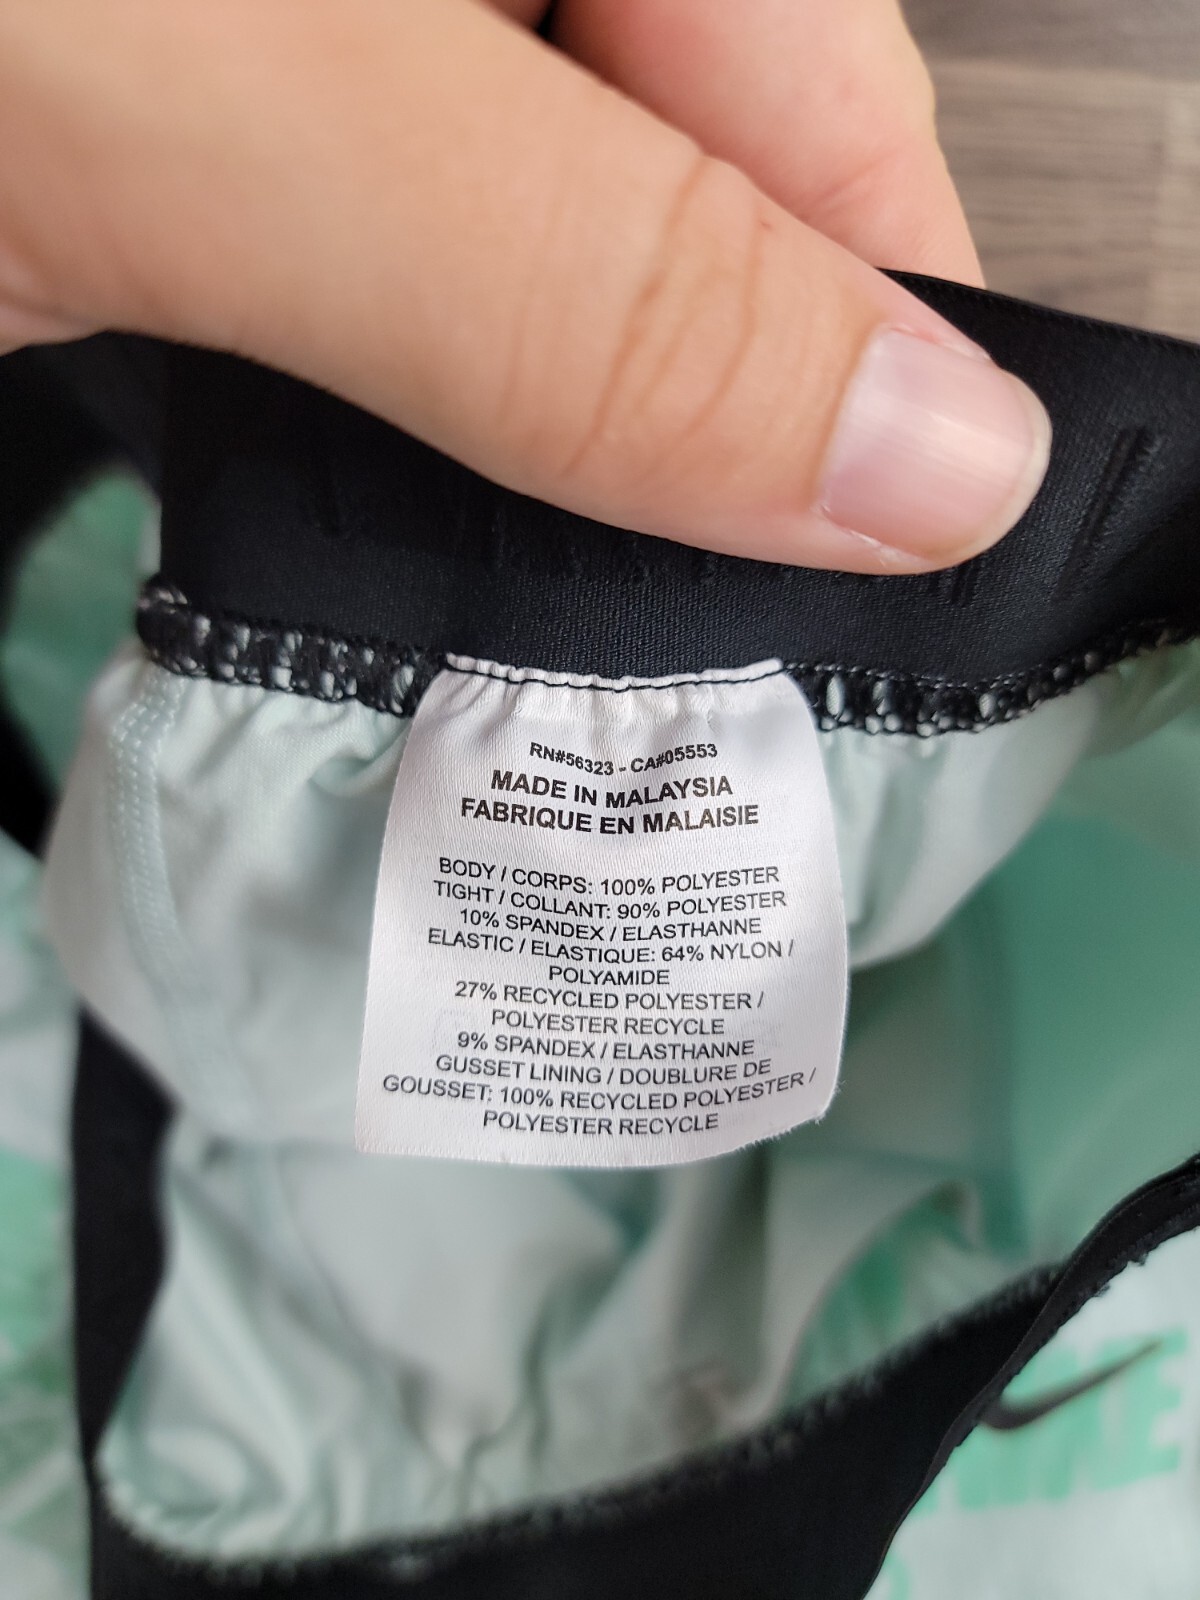 RN#56323 - CA#05553
MADE IN MALAYSIA
FABRIQUE EN MALAISIE
BODY / CORPS: 100% POLYESTER
TIGHT / COLLANT: 90% POLYESTER
10% SPANDEX / ELASTHANNE
ELASTIC / ELASTIQUE: 64% NYLON /
POLYAMIDE
27% RECYCLED POLYESTER /
POLYESTER RECYCLE
9% SPANDEX / ELASTHANNE
GUSSET LINING / DOUBLURE DE
GOUSSET: 100% RECYCLED POLYESTER /
POLYESTER RECYCLE